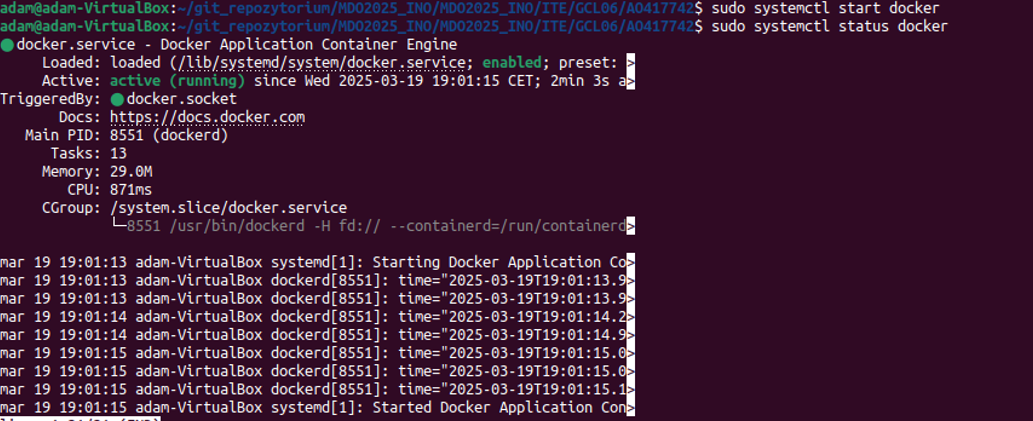 adam@adam-VirtualBox:~/git_repozytorium/MDO2025_INO/MDO2025_INO/ITE/GCL06/AO417742$ sudo systemctl start docker
adam@adam-VirtualBox:~/git_repozytorium/MDO2025_INO/MDO2025_INO/ITE/GCL06/AO417742$ sudo systemctl status docker
● docker.service - Docker Application Container Engine
Loaded: loaded (/lib/systemd/system/docker.service; enabled; preset: >
Active: active (running) since Wed 2025-03-19 19:01:15 CET; 2min 3s a>
TriggeredBy: ● docker.socket
Docs: https://docs.docker.com
Main PID: 8551 (dockerd)
Tasks: 13
Memory: 29.0M
CPU: 871ms
CGroup: /system.slice/docker.service
└─8551 /usr/bin/dockerd -H fd:// --containerd=/run/containerd>
mar 19 19:01:13 adam-VirtualBox systemd[1]: Starting Docker Application Co>
mar 19 19:01:13 adam-VirtualBox dockerd[8551]: time="2025-03-19T19:01:13.9>
mar 19 19:01:13 adam-VirtualBox dockerd[8551]: time="2025-03-19T19:01:13.9>
mar 19 19:01:14 adam-VirtualBox dockerd[8551]: time="2025-03-19T19:01:14.2>
mar 19 19:01:14 adam-VirtualBox dockerd[8551]: time="2025-03-19T19:01:14.9>
mar 19 19:01:15 adam-VirtualBox dockerd[8551]: time="2025-03-19T19:01:15.0>
mar 19 19:01:15 adam-VirtualBox dockerd[8551]: time="2025-03-19T19:01:15.0>
mar 19 19:01:15 adam-VirtualBox dockerd[8551]: time="2025-03-19T19:01:15.1>
mar 19 19:01:15 adam-VirtualBox systemd[1]: Started Docker Application Con>